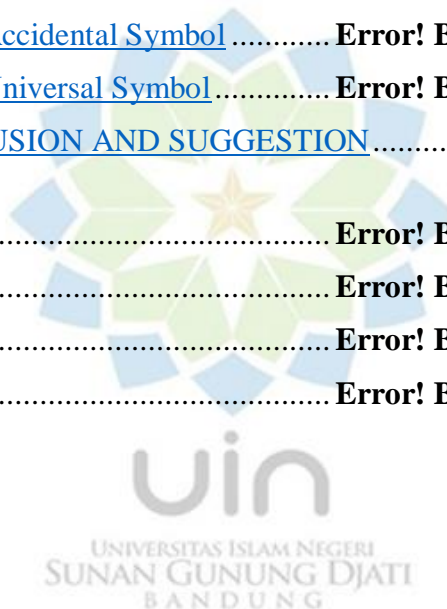 Accidental Symbol ............ Error! B
Universal Symbol .............. Error! B
USION AND SUGGESTION .........
........................................ Error! B
........................................ Error! B
........................................ Error! B
........................................ Error! B
uin
UNIVERSITAS ISLAM NEGERI
SUNAN GUNUNG DJATI
BANDUNG